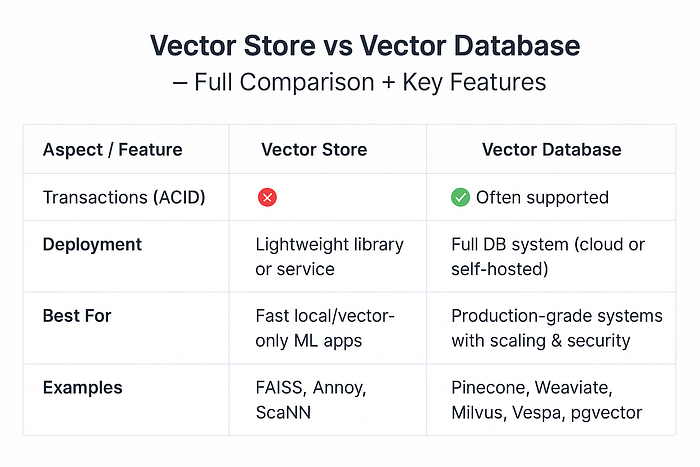 Vector Store vs Vector Database
– Full Comparison + Key Features
Aspect / Feature
Vector Store
Vector Database
Transactions (ACID)
Often supported
Deployment
Lightweight library
or service
Full DB system (cloud or
self-hosted)
Best For
Fast local/vector-
only ML apps
Production-grade systems
with scaling & security
Examples
FAISS, Annoy,
ScaNN
Pinecone, Weaviate,
Milvus, Vespa, pgvector